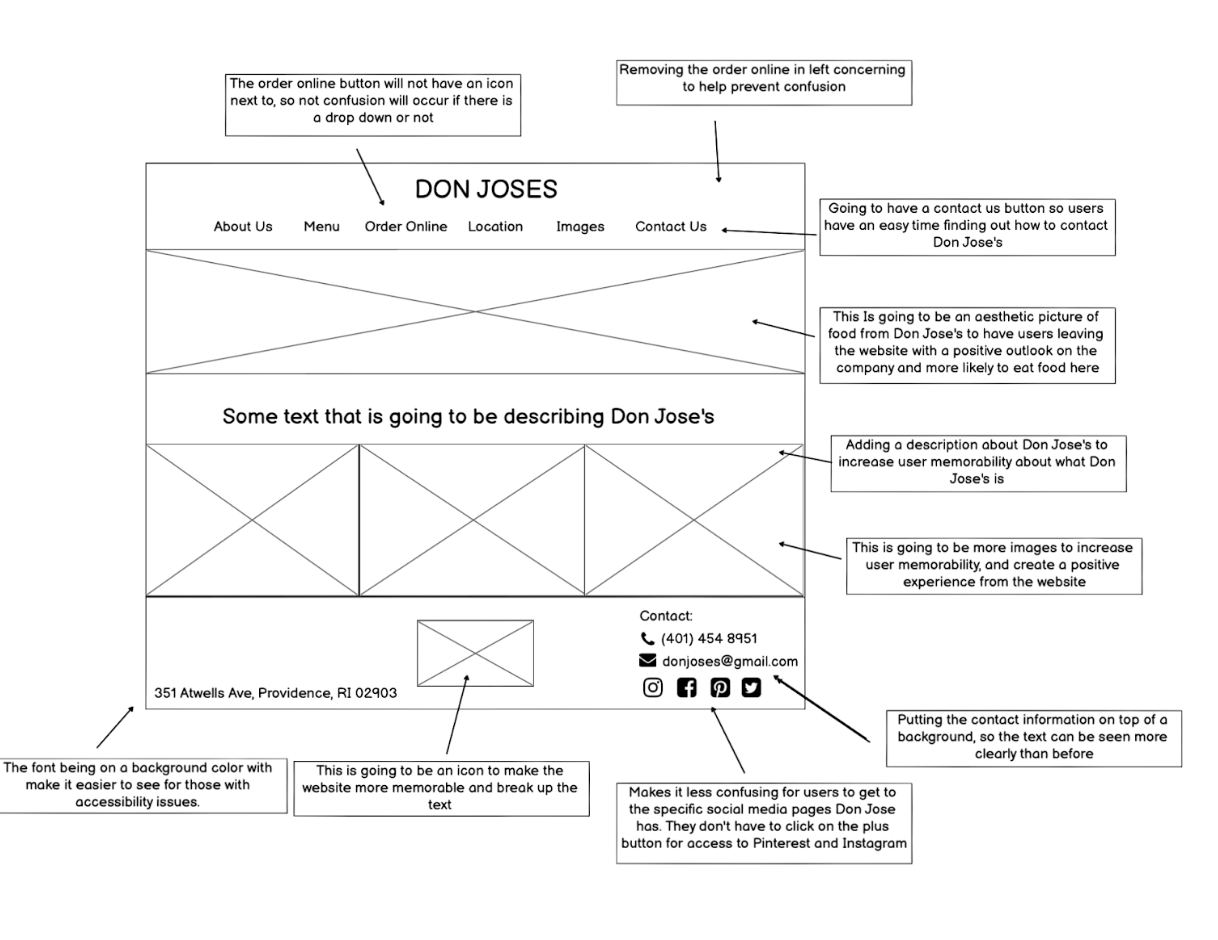 The order online button will not have an icon
next to, so not confusion will occur if there is
a drop down or not
Removing the order online in left concerning
to help prevent confusion
DON JOSES
About Us Menu Order Online Location Images Contact Us
Going to have a contact us button so users
have an easy time finding out how to contact
Don Jose's
This Is going to be an aesthetic picture of
food from Don Jose's to have users leaving
the website with a positive outlook on the
company and more likely to eat food here
Some text that is going to be describing Don Jose's
Adding a description about Don Jose's to
increase user memorability about what Don
Jose's is
This is going to be more images to increase
user memorability, and create a positive
experience from the website
Contact:
(401) 454 8951
donjoses@gmail.com
351 Atwells Ave, Providence, RI 02903
Putting the contact information on top of a
background, so the text can be seen more
clearly than before
The font being on a background color with
make it easier to see for those with
accessibility issues.
This is going to be an icon to make the
website more memorable and break up the
text
Makes it less confusing for users to get to
the specific social media pages Don Jose
has. They don't have to click on the plus
button for access to Pinterest and Instagram